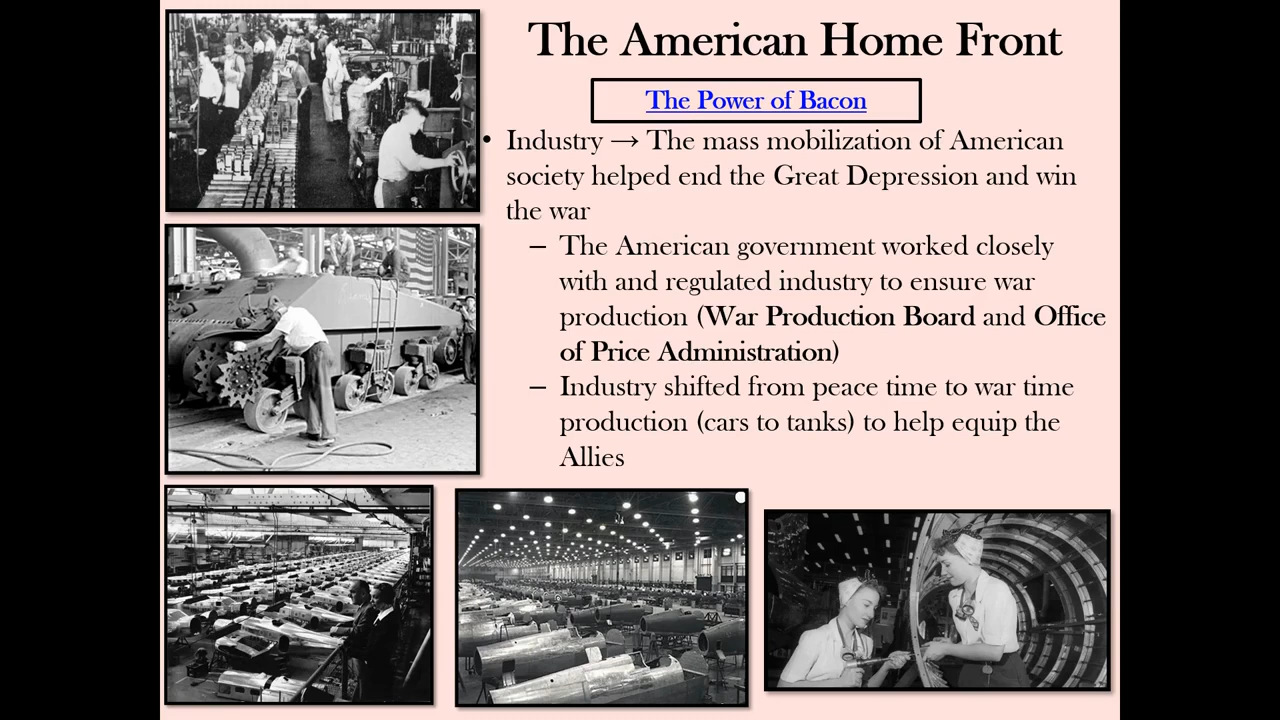 The American Home Front
The Power of Bacon
• Industry → The mass mobilization of American
society helped end the Great Depression and win
the war
– The American government worked closely
with and regulated industry to ensure war
production (War Production Board and Office
of Price Administration)
– Industry shifted from peace time to war time
production (cars to tanks) to help equip the
Allies